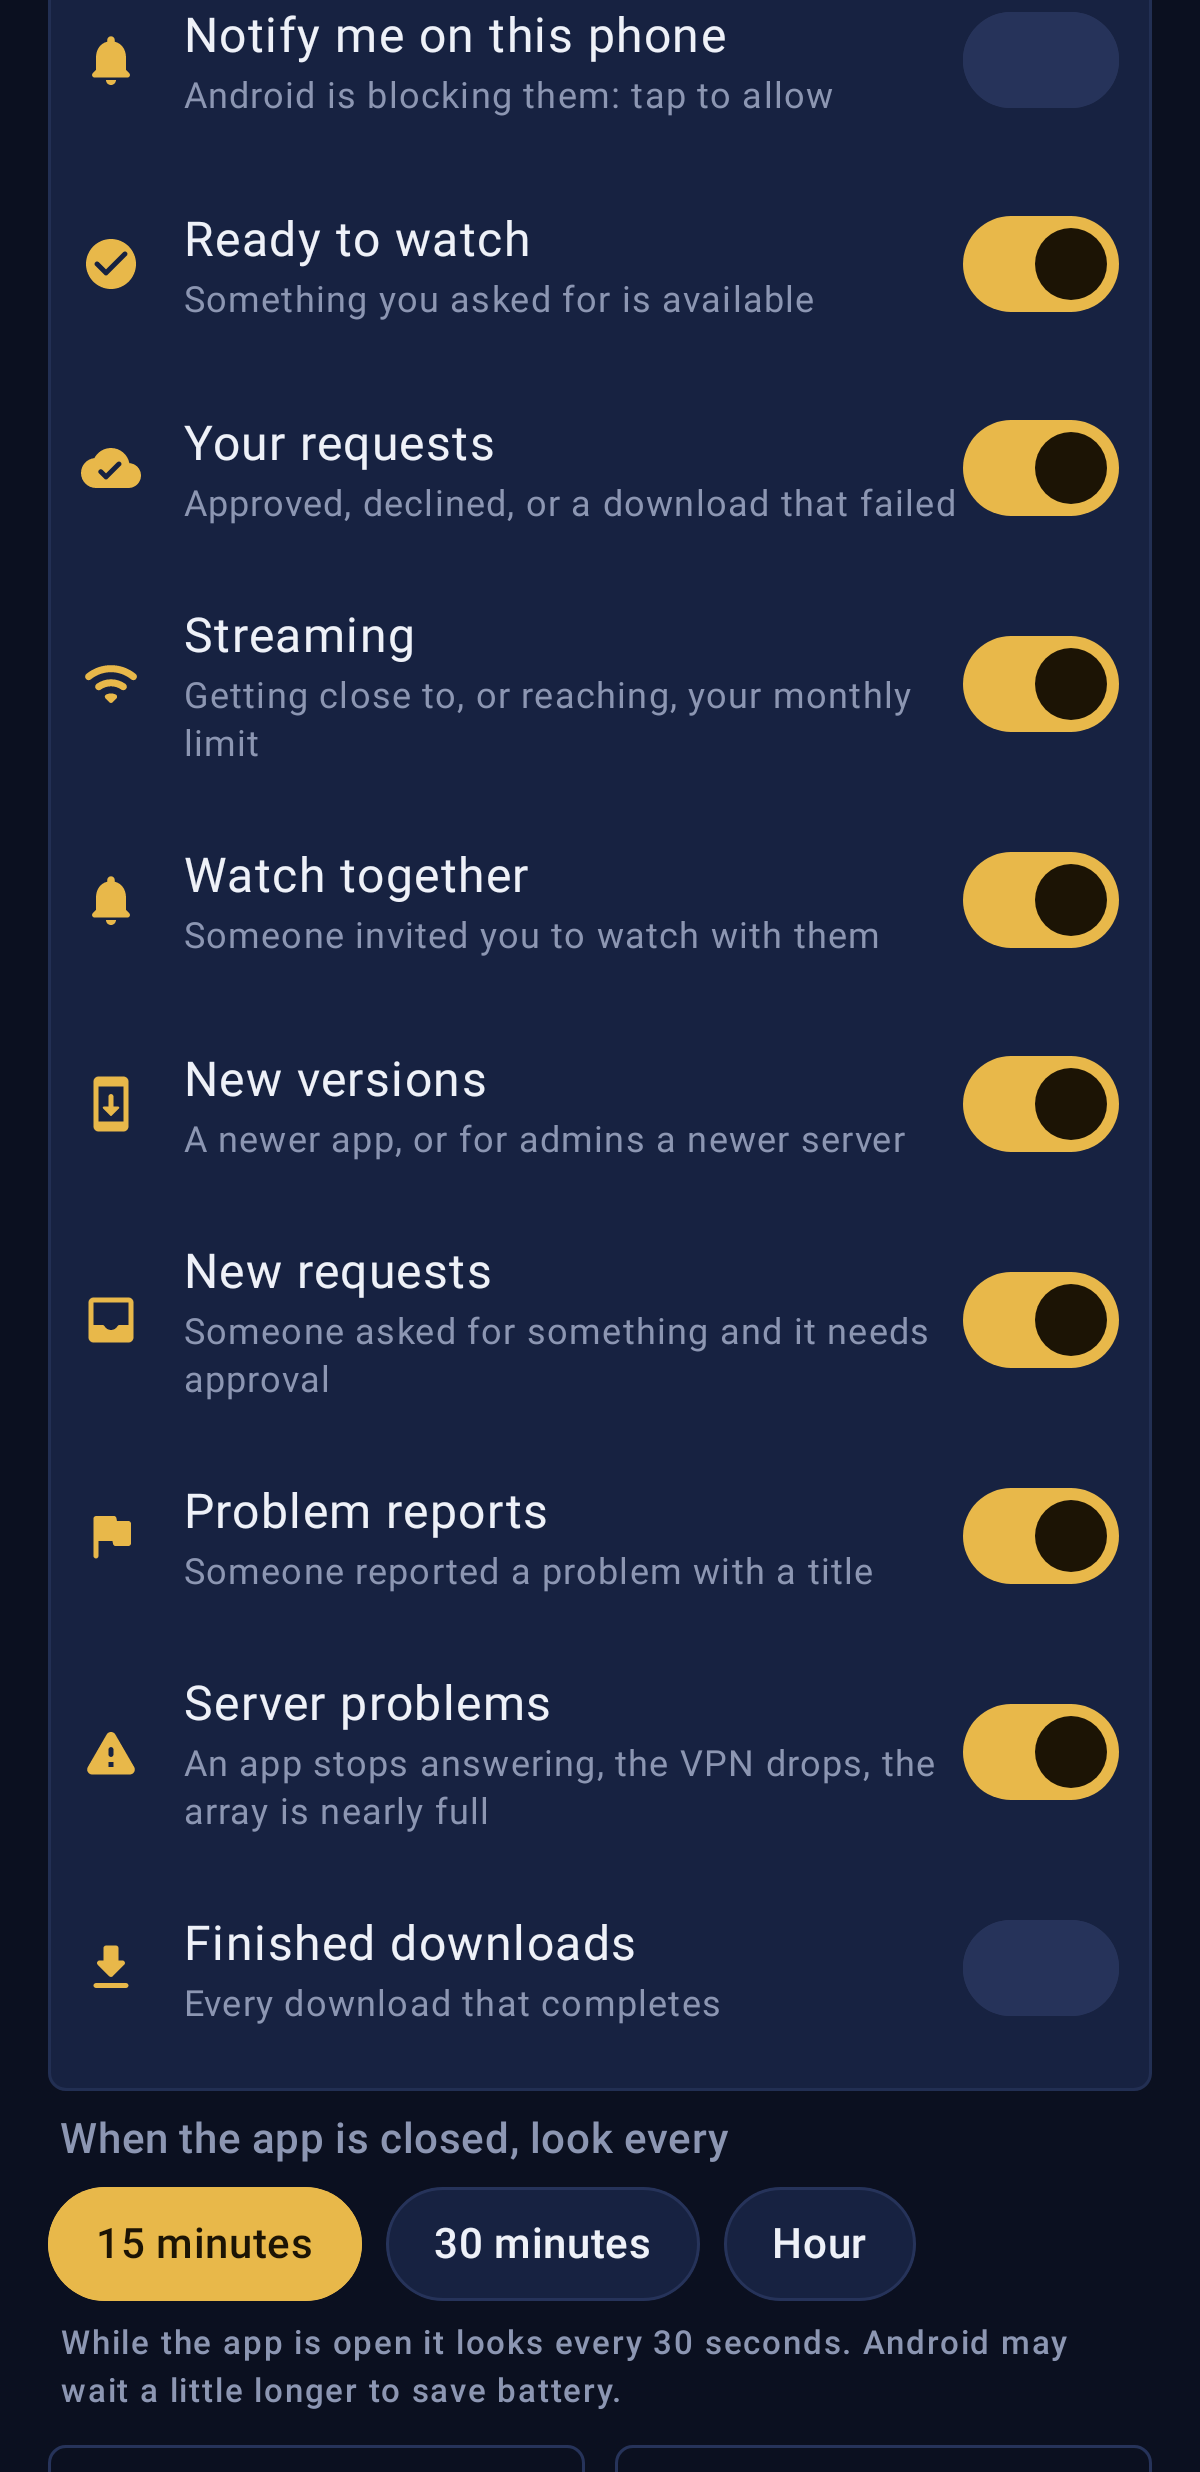 Notify me on this phone
Android is blocking them: tap to allow
Ready to watch
Something you asked for is available
Your requests
Approved, declined, or a download that failed
Streaming
Getting close to, or reaching, your monthly
limit
Watch together
Someone invited you to watch with them
New versions
A newer app, or for admins a newer server
New requests
Someone asked for something and it needs
approval
Problem reports
Someone reported a problem with a title
Server problems
An app stops answering, the VPN drops, the
array is nearly full
Finished downloads
Every download that completes
When the app is closed, look every
15 minutes
30 minutes
Hour
While the app is open it looks every 30 seconds. Android may
wait a little longer to save battery.